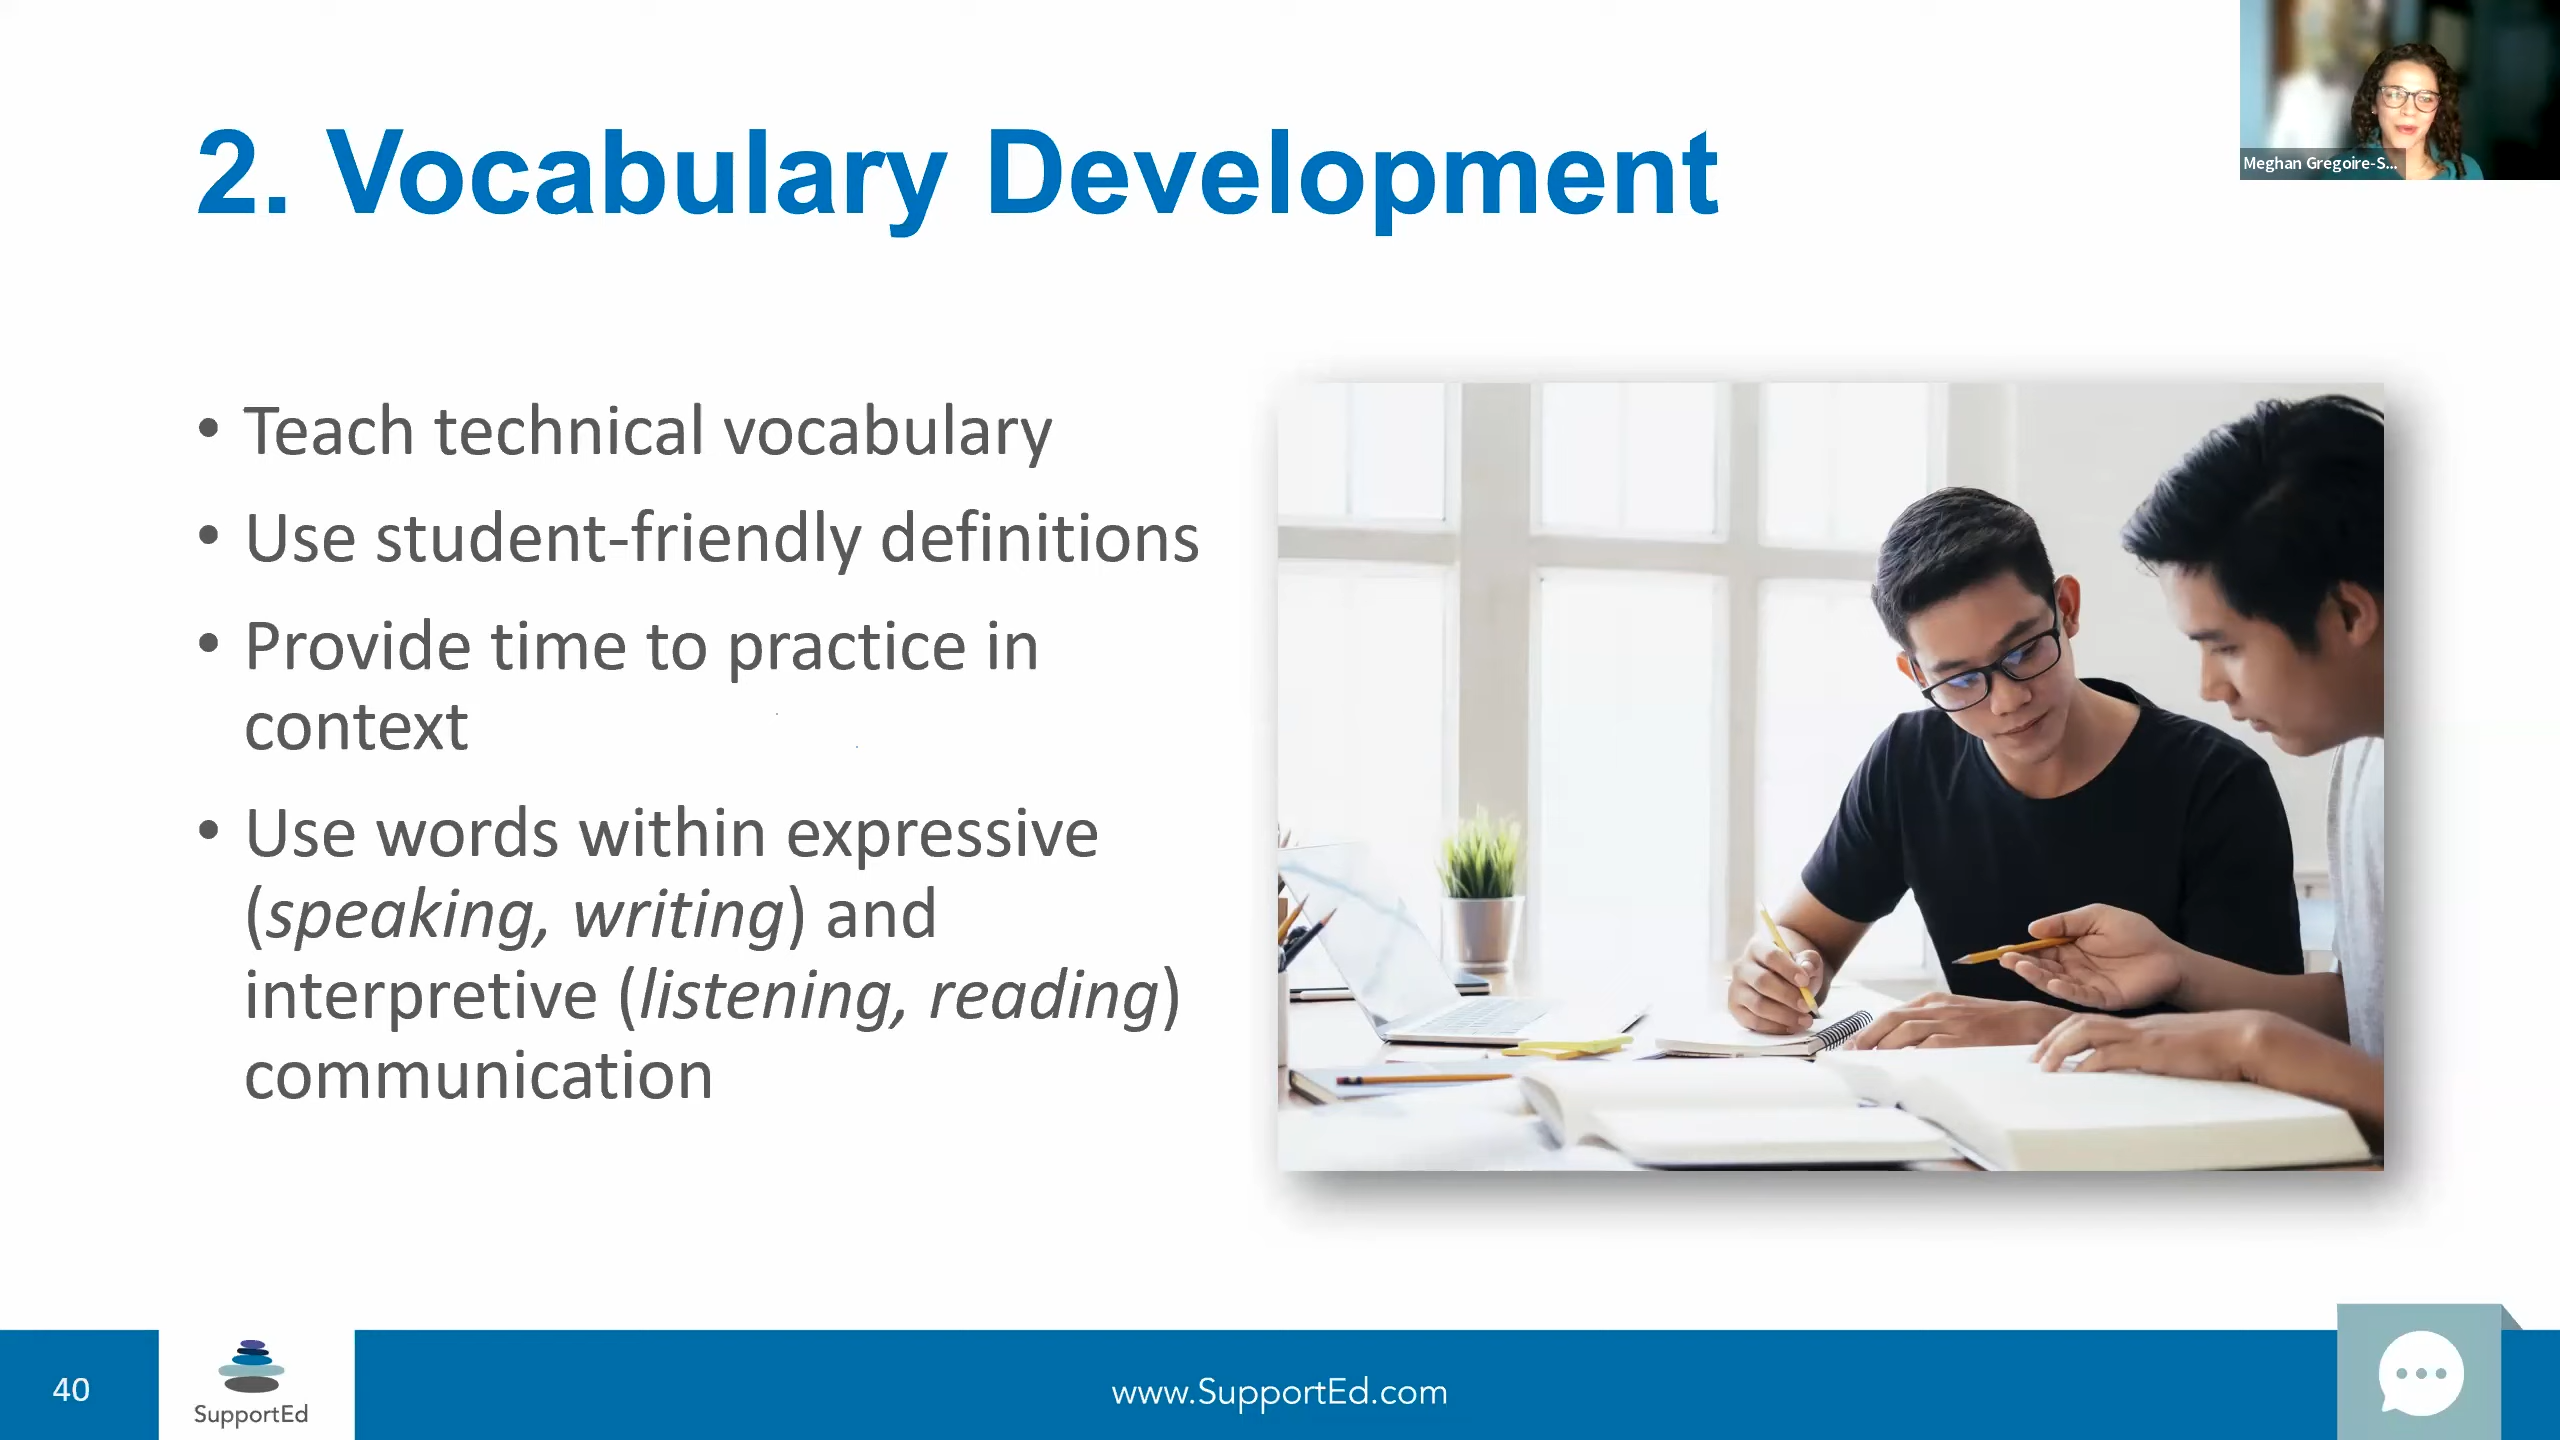 2. Vocabulary Development
Meghan Gregoire-S...
• Teach technical vocabulary
• Use student-friendly definitions
• Provide time to practice in
context
• Use words within expressive
(speaking, writing) and
interpretive (listening, reading)
communication
40
SupportEd
www.SupportEd.com